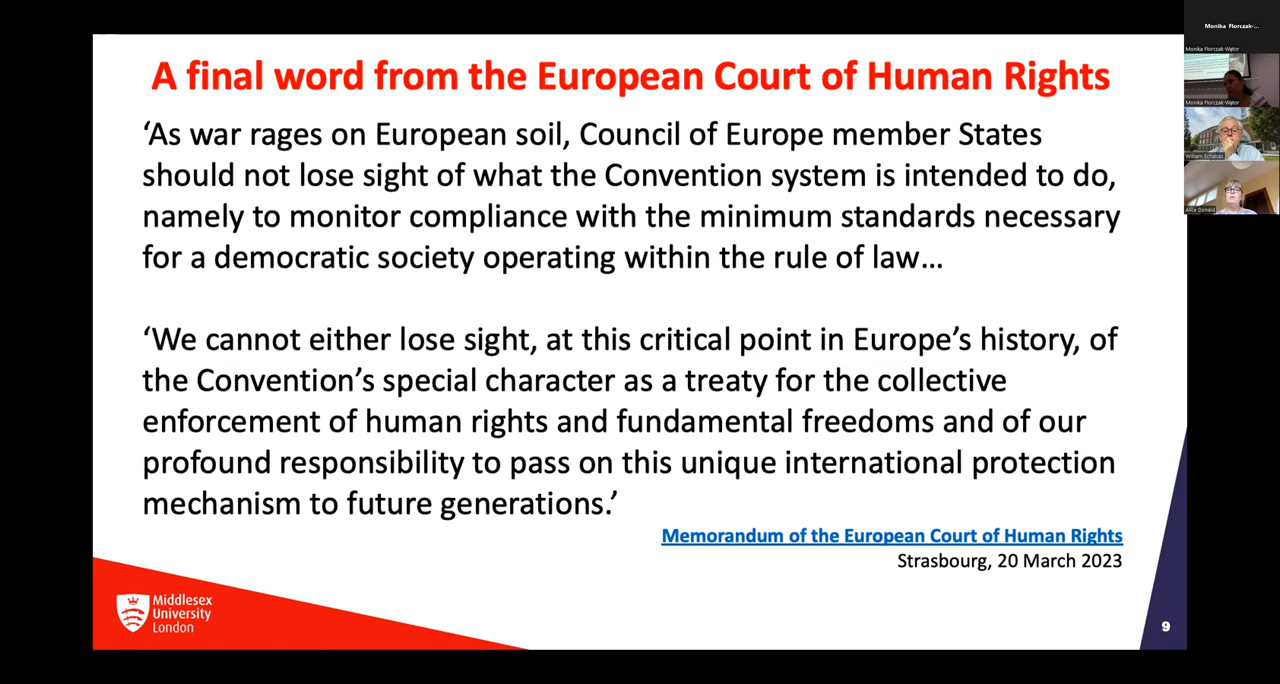 A final word from the European Court of Human Rights
‘As war rages on European soil, Council of Europe member States
should not lose sight of what the Convention system is intended to do,
namely to monitor compliance with the minimum standards necessary
for a democratic society operating within the rule of law…
‘We cannot either lose sight, at this critical point in Europe’s history, of
the Convention’s special character as a treaty for the collective
enforcement of human rights and fundamental freedoms and of our
profound responsibility to pass on this unique international protection
mechanism to future generations.’
Memorandum of the European Court of Human Rights
Strasbourg, 20 March 2023
Middlesex
University
London
9
Monika Florczak-...
Monika Florczak-Wątor
Monika Florczak-Wątor
William Schabas
Alice Donald